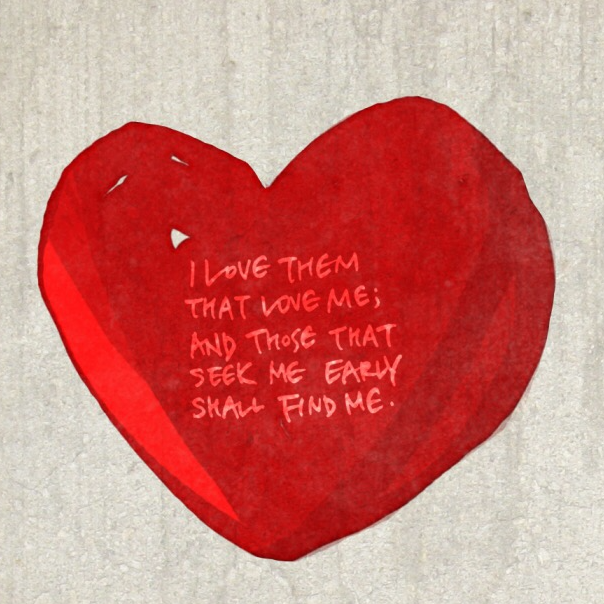 I LOVE THEM
THAT LOVE ME;
AND THOSE THAT
SEEK ME EARLY
SHALL FIND ME.